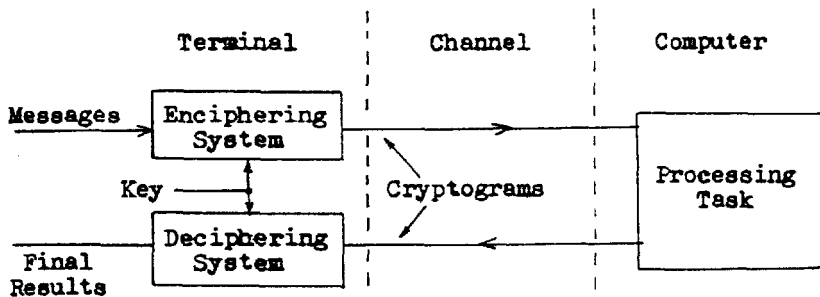 Terminal
Channel
Computer
Messages
Enciphering
System
Key
Cryptograms
Processing
Task
Deciphering
System
Final
Results